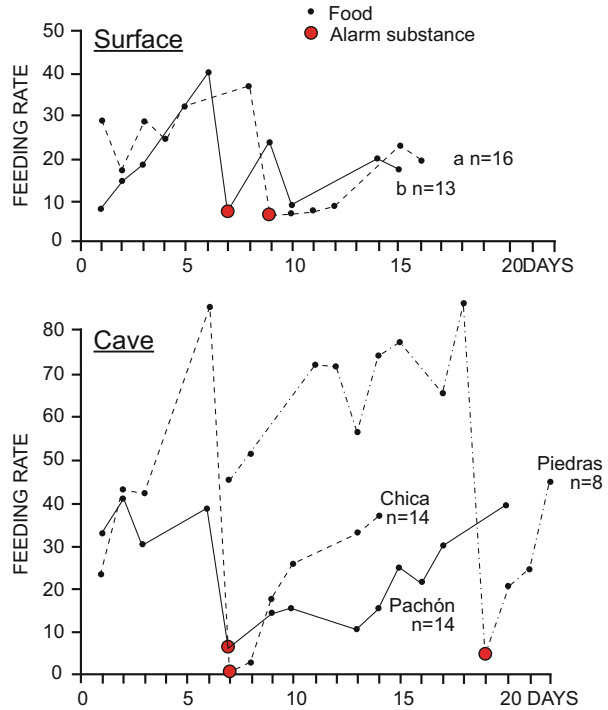 Food
Alarm substance
Surface
FEEDING RATE
50
40
30
20
10
0
a n=16
b n=13
0 5 10 15 20 DAYS
Cave
FEEDING RATE
80
70
60
50
40
30
20
10
0
Piedras
n=8
Chica
n=14
Pachón
n=14
0 5 10 15 20 DAYS